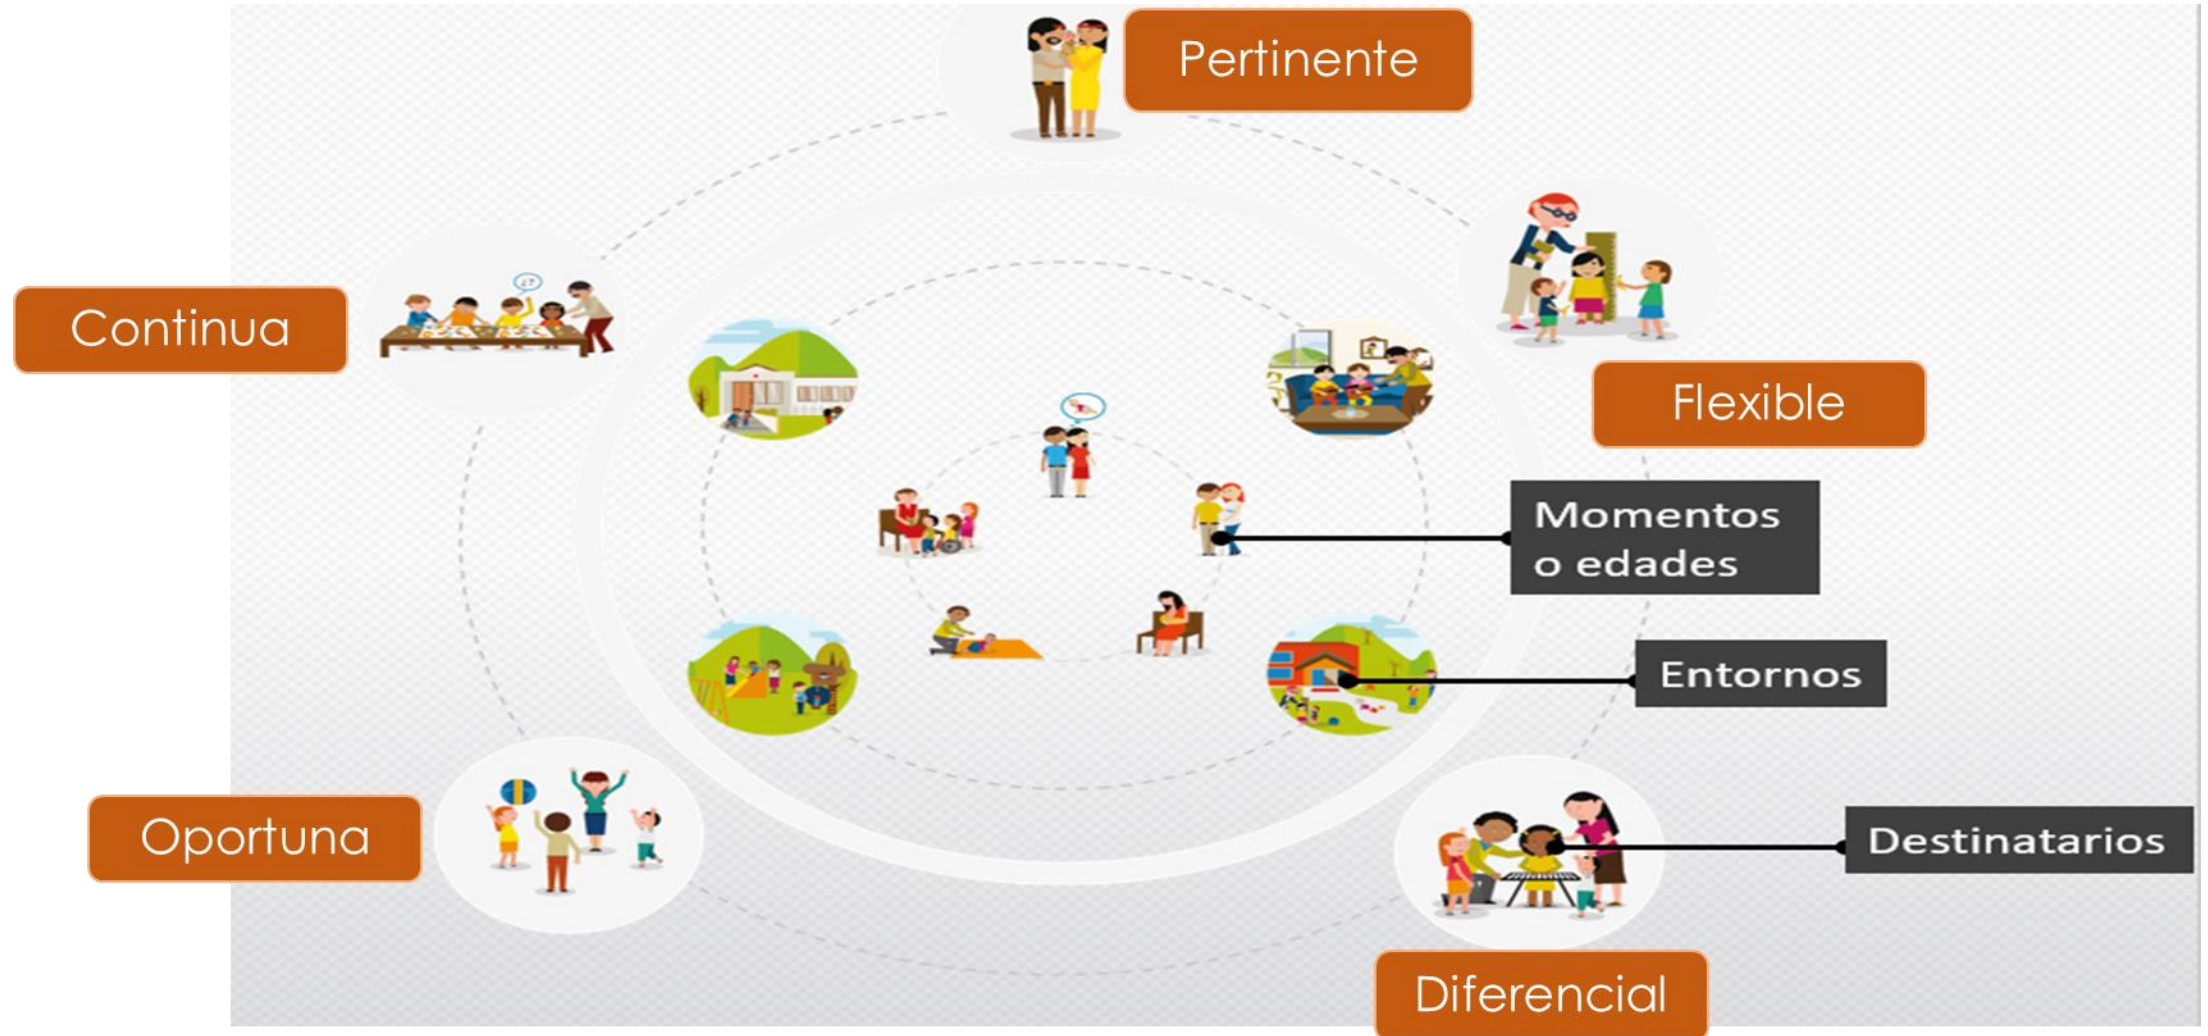 Pertinente
Continua
Flexible
Momentos
o edades
Entornos
Oportuna
Destinatarios
Diferencial